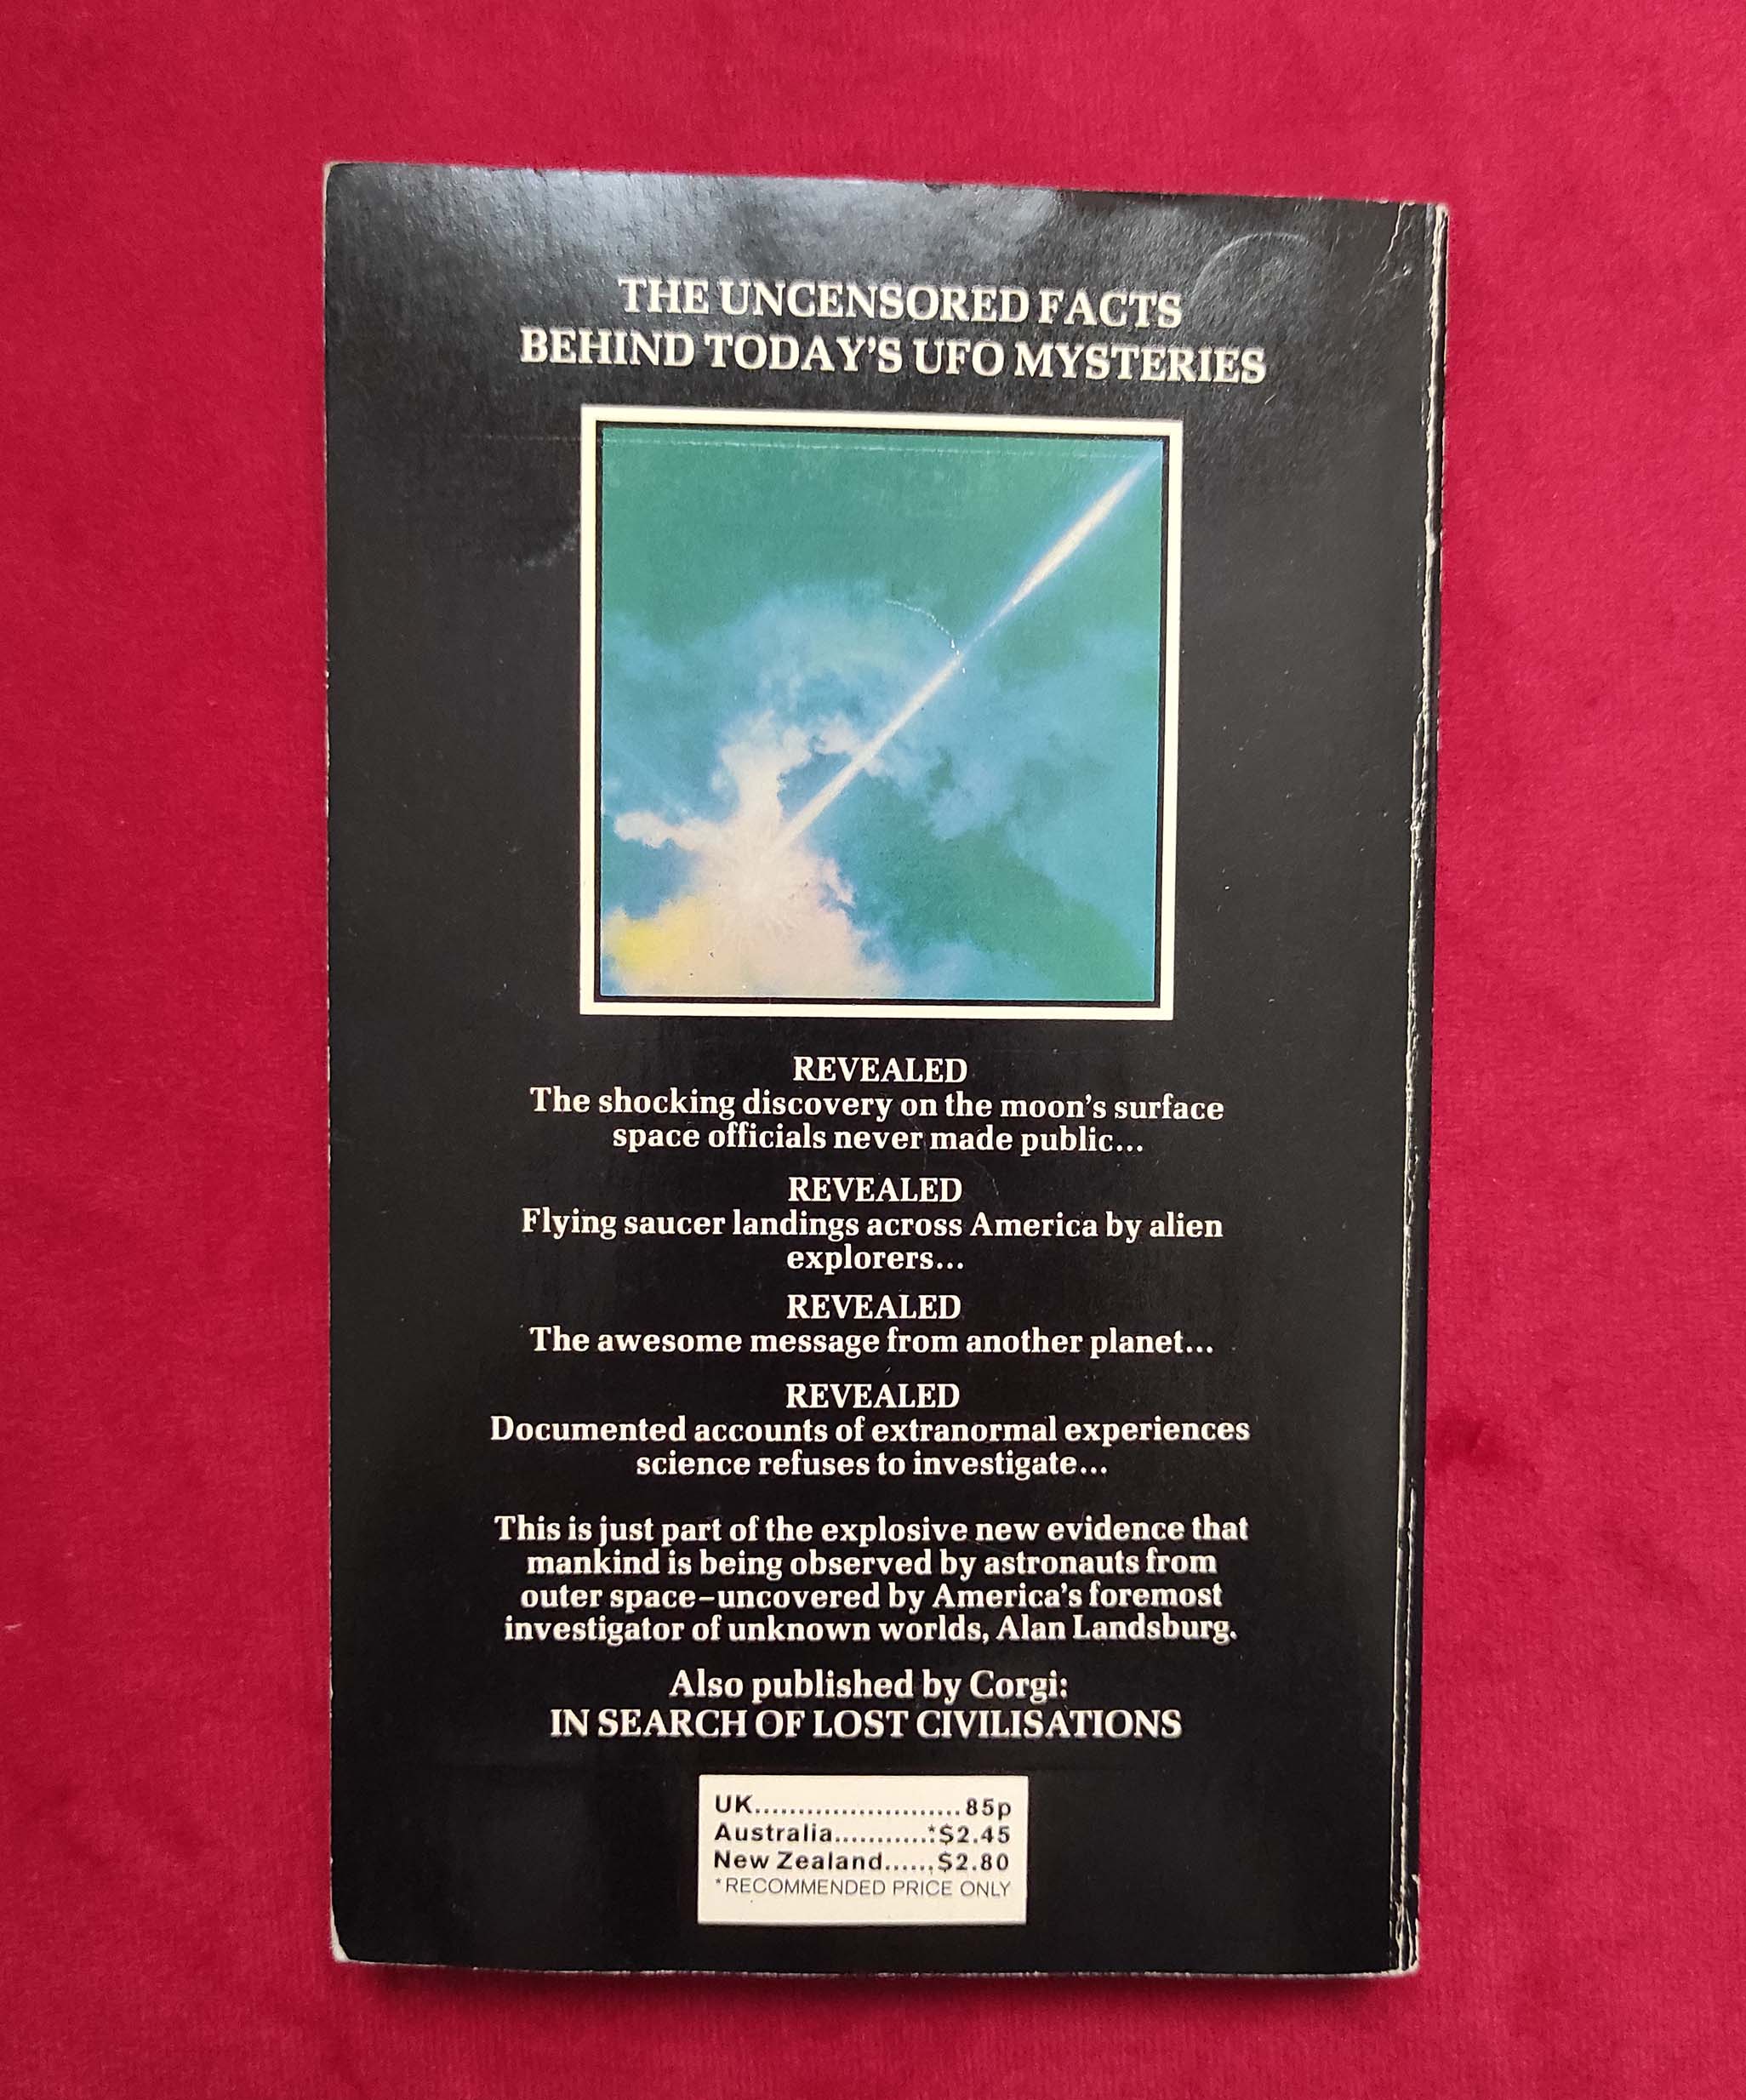 THE UNCENSORED FACTS
BEHIND TODAY'S UFO MYSTERIES
REVEALED
The shocking discovery on the moon's surface
space officials never made public...
REVEALED
Flying saucer landings across America by alien
explorers...
REVEALED
The awesome message from another planet...
REVEALED
Documented accounts of extranormal experiences
science refuses to investigate...
This is just part of the explosive new evidence that
mankind is being observed by astronauts from
outer space–uncovered by America's foremost
investigator of unknown worlds, Alan Landsburg.
Also published by Corgi:
IN SEARCH OF LOST CIVILISATIONS
UK........................85p
Australia...........*$2.45
New Zealand......$2.80
*RECOMMENDED PRICE ONLY